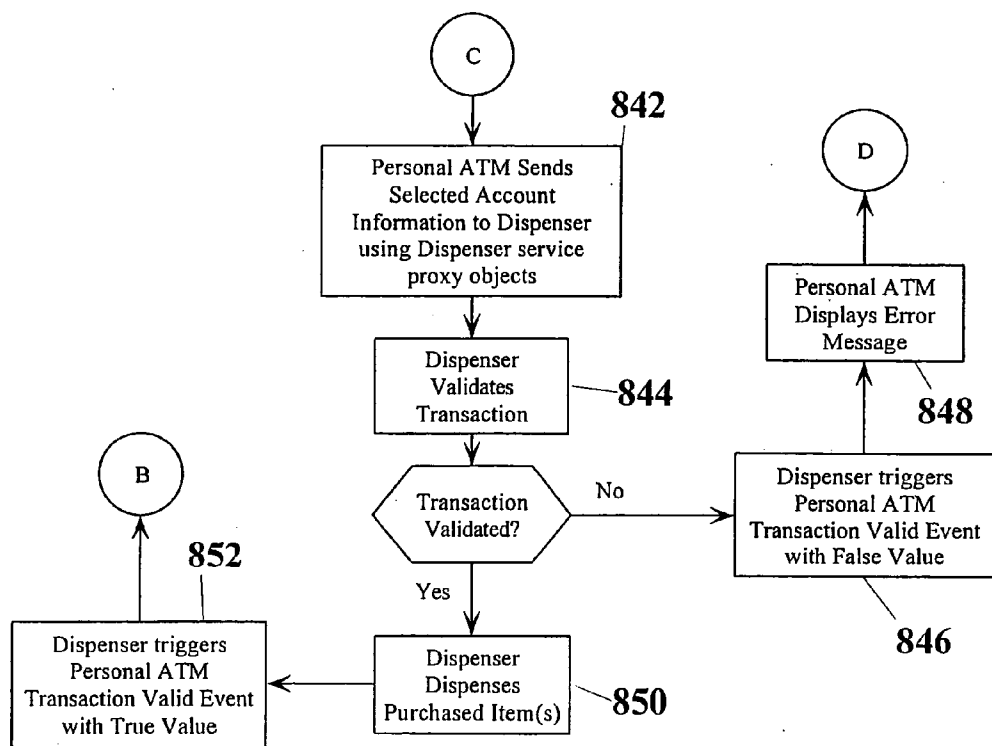 C
842
Personal ATM Sends
Selected Account
Information to Dispenser
using Dispenser service
proxy objects
D
Personal ATM
Displays Error
Message
848
Dispenser
Validates
Transaction
844
B
Transaction
Validated?
No
Dispenser triggers
Personal ATM
Transaction Valid Event
with False Value
846
Yes
852
Dispenser triggers
Personal ATM
Transaction Valid Event
with True Value
Dispenser
Dispenses
Purchased Item(s)
850